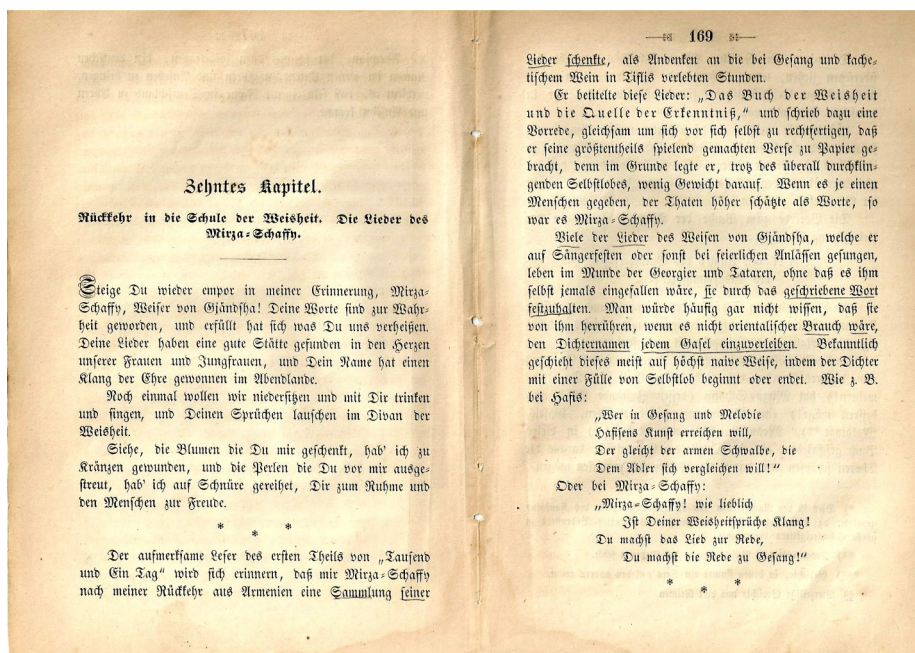 Zehntes Kapitel.
Rückkehr in die Schule der Weisheit. Die Lieder des
Mirza-Schaffy.
Steige Du wieder empor in meiner Erinnerung, Mirza-
Schaffy, Weiser von Gjändsha! Deine Worte sind zur Wahr-
heit geworden, und erfüllt hat sich was Du uns verheißen.
Deine Lieder haben eine gute Stätte gefunden in den Herzen
unserer Frauen und Jungfrauen, und Dein Name hat einen
Klang der Ehre gewonnen im Abendlande.
Noch einmal wollen wir niedersitzen und mit Dir trinken
und singen, und Deinen Sprüchen lauschen im Divan der
Weisheit.
Siehe, die Blumen die Du mir geschenkt, hab' ich zu
Kränzen gewunden, und die Perlen die Du vor mir ausge-
streut, hab' ich auf Schnüre gereihet, Dir zum Ruhme und
den Menschen zur Freude.
* * *
Der aufmerksame Leser des ersten Theils von „Tausend
und Ein Tag“ wird sich erinnern, daß mir Mirza-Schaffy
nach meiner Rückkehr aus Armenien eine Sammlung seiner
169
Lieder schenkte, als Andenken an die bei Gesang und kache-
tischem Wein in Tiflis verlebten Stunden.
Er betitelte diese Lieder: „Das Buch der Weisheit
und die Quelle der Erkenntniß,“ und schrieb dazu eine
Vorrede, gleichsam um sich vor sich selbst zu rechtfertigen, daß
er seine größtentheils spielend gemachten Verse zu Papier ge-
bracht, denn im Grunde legte er, trotz des überall durchklin-
genden Selbstlobes, wenig Gewicht darauf. Wenn es je einen
Menschen gegeben, der Thaten höher schätzte als Worte, so
war es Mirza-Schaffy.
Viele der Lieder des Weisen von Gjändsha, welche er
auf Sängerfesten oder sonst bei feierlichen Anlässen gesungen,
leben im Munde der Georgier und Tataren, ohne daß es ihm
selbst jemals eingefallen wäre, sie durch das geschriebene Wort
festzuhalten. Man würde häufig gar nicht wissen, daß sie
von ihm herrühren, wenn es nicht orientalischer Brauch wäre,
den Dichternamen jedem Gasel einzuverleiben. Bekanntlich
geschieht dieses meist auf höchst naive Weise, indem der Dichter
mit einer Fülle von Selbstlob beginnt oder endet. Wie z. B.
bei Hafis:
„Wer in Gesang und Melodie
Hafisens Kunst erreichen will,
Der gleicht der armen Schwalbe, die
Dem Adler sich vergleichen will!“
Oder bei Mirza-Schaffy:
„Mirza-Schaffy! wie lieblich
Ist Deiner Weisheitsprüche Klang!
Du machst das Lied zur Rede,
Du machst die Rede zu Gesang!“
* * *